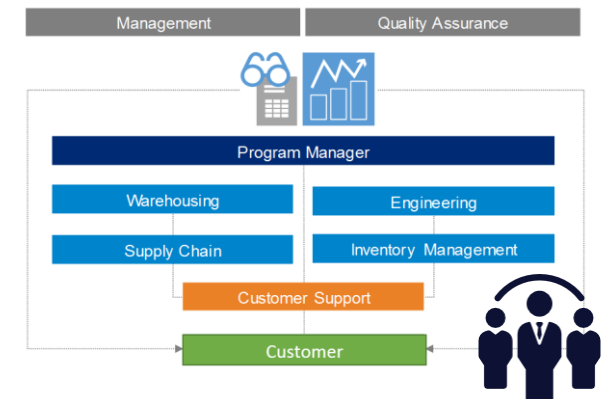 Management
Quality Assurance
Program Manager
Warehousing
Engineering
Supply Chain
Inventory Management
Customer Support
Customer